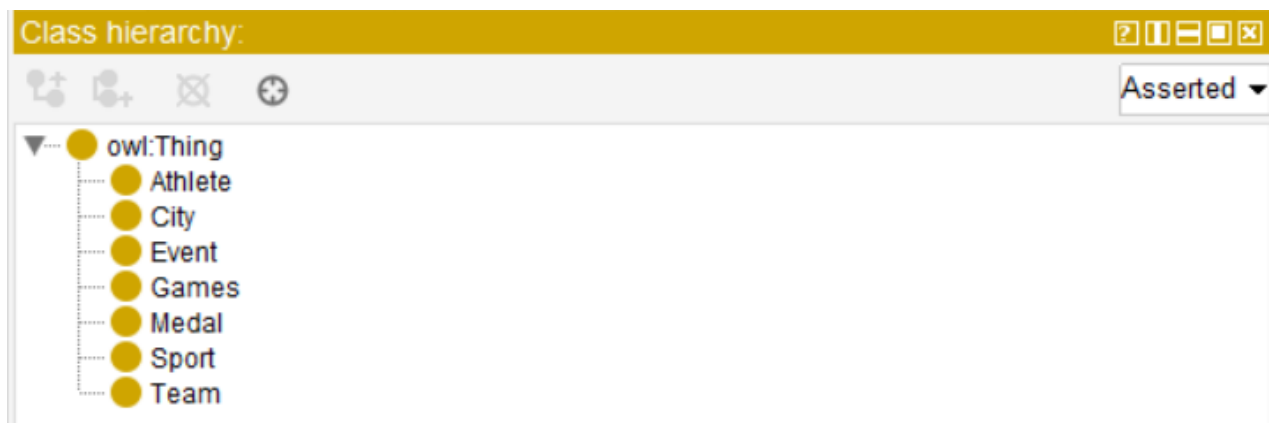 Class hierarchy:
Asserted
owl:Thing
Athlete
City
Event
Games
Medal
Sport
Team